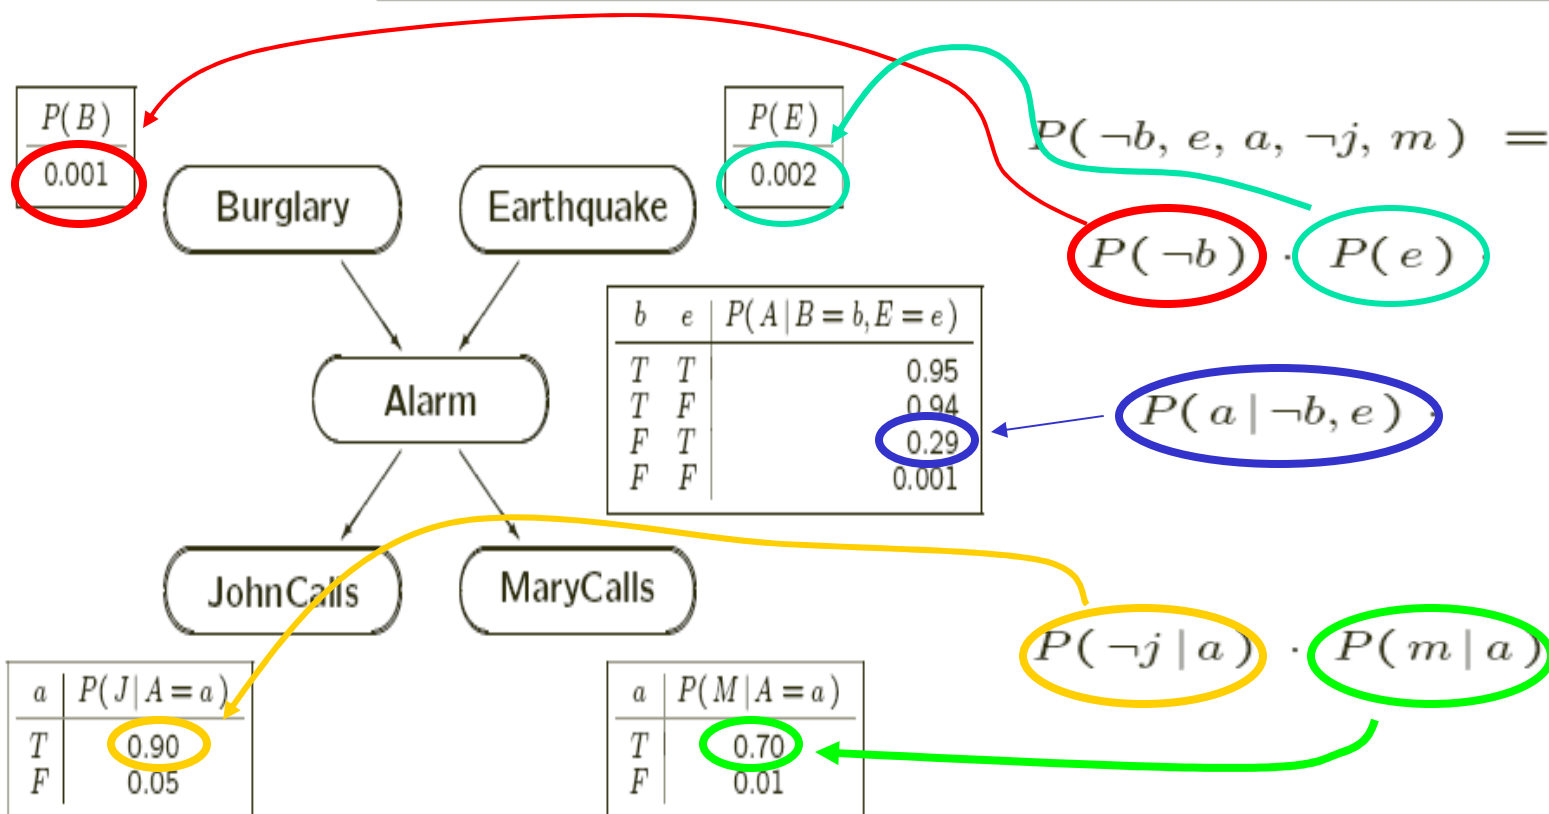 P(B)
0.001
P(E)
0.002
P(¬b, e, a, ¬j, m) =
Burglary
Earthquake
P(¬b) · P(e) ·
b e P(A|B = b, E = e)
T T 0.95
T F 0.94
F T 0.29
F F 0.001
Alarm
P(a|¬b, e) ·
JohnCalls
MaryCalls
P(¬j|a) · P(m|a)
a P(J|A = a)
T 0.90
F 0.05
a P(M|A = a)
T 0.70
F 0.01